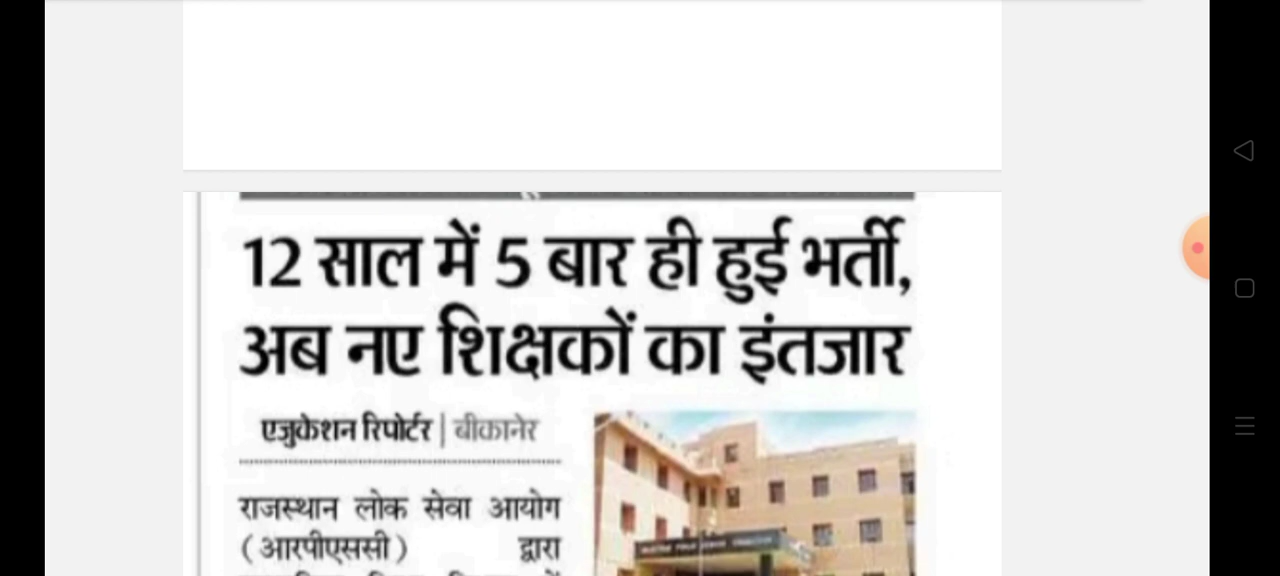 12 साल में 5 बार ही हुई भर्ती,
अब नए शिक्षकों का इंतजार
एजुकेशन रिपोर्टर | बीकानेर
राजस्थान लोक सेवा आयोग
(आरपीएससी) द्वारा